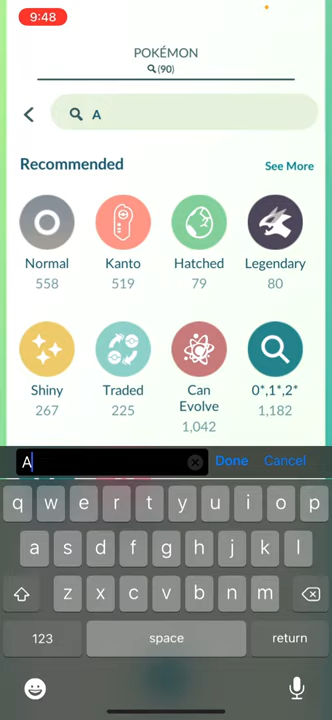 9:48
POKÉMON
(90)
A
Recommended
See More
Normal
558
Kanto
519
Hatched
79
Legendary
80
Shiny
267
Traded
225
Can
Evolve
1,042
0*,1*,2*
1,182
A
Done
Cancel
q w e r t y u i o p
a s d f g h j k l
z x c v b n m
123
space
return